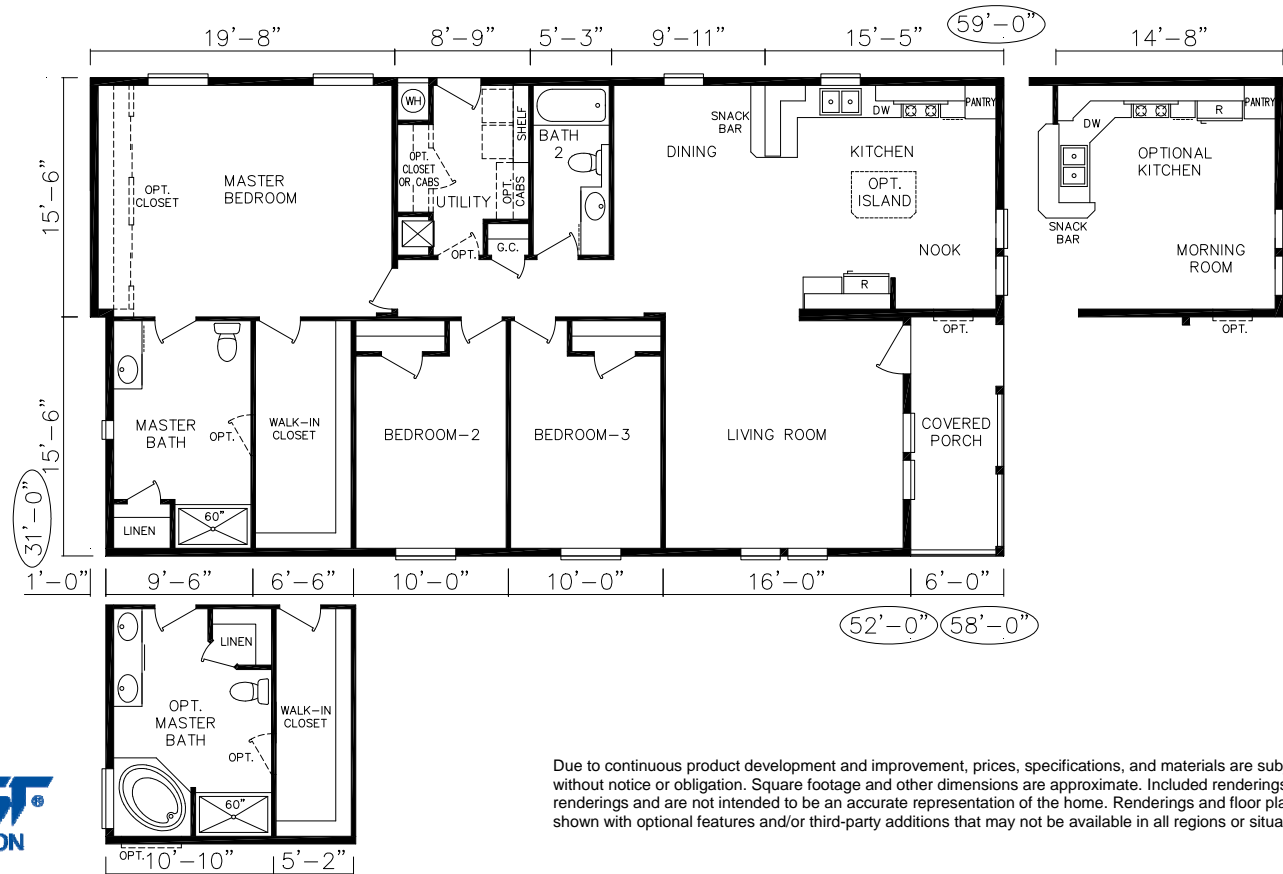 59'-0"
19'-8" 8'-9" 5'-3" 9'-11" 15'-5" 14'-8"
15'-6"
15'-6"
31'-0"
OPT.
CLOSET
MASTER
BEDROOM
WH
OPT.
CLOSET
OR CABS
UTILITY
SHELF
OPT.
CABS
OPT.
G.C.
BATH
2
DINING
SNACK
BAR
DW
PANTRY
KITCHEN
OPT.
ISLAND
NOOK
R
OPT.
DW
R
PANTRY
OPTIONAL
KITCHEN
SNACK
BAR
MORNING
ROOM
OPT.
MASTER
BATH
OPT.
LINEN
60"
WALK-IN
CLOSET
BEDROOM-2
BEDROOM-3
LIVING ROOM
COVERED
PORCH
1'-0" 9'-6" 6'-6" 10'-0" 10'-0" 16'-0" 6'-0"
52'-0" 58'-0"
LINEN
OPT.
MASTER
BATH
OPT.
60"
WALK-IN
CLOSET
OPT.
10'-10" 5'-2"
ST®
ON
Due to continuous product development and improvement, prices, specifications, and materials are sub
without notice or obligation. Square footage and other dimensions are approximate. Included renderings
renderings and are not intended to be an accurate representation of the home. Renderings and floor pla
shown with optional features and/or third-party additions that may not be available in all regions or situa